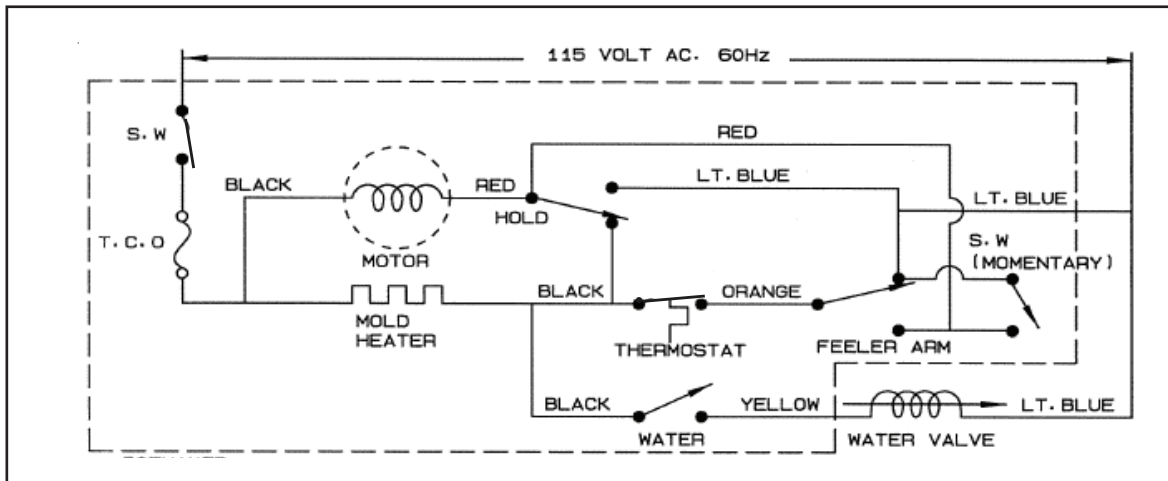 115 VOLT AC. 60Hz
S.W
RED
BLACK
RED
LT. BLUE
HOLD
LT. BLUE
T.C.O
MOTOR
S.W
(MOMENTARY)
BLACK
ORANGE
MOLD
HEATER
THERMOSTAT
FEELER ARM
BLACK
YELLOW
LT. BLUE
WATER
WATER VALVE